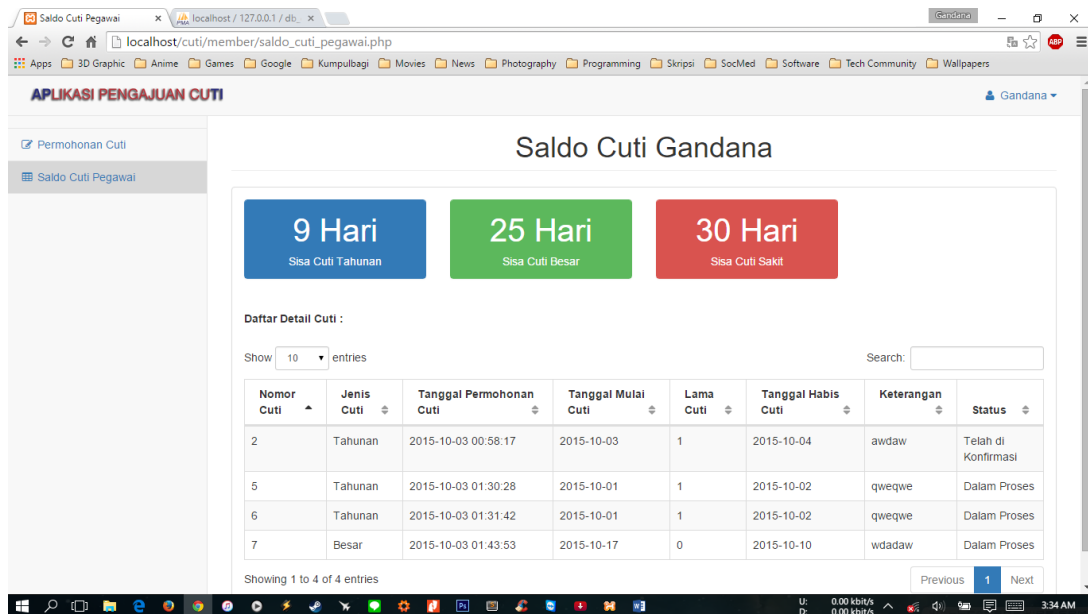 Saldo Cuti Pegawai
localhost / 127.0.0.1 / db_
Gandana
localhost/cuti/member/saldo_cuti_pegawai.php
ABP
Apps 3D Graphic Anime Games Google Kumpulbagi Movies News Photography Programming Skripsi SocMed Software Tech Community Wallpapers
APLIKASI PENGAJUAN CUTI
Gandana
Permohonan Cuti
Saldo Cuti Pegawai
Saldo Cuti Gandana
9 Hari
Sisa Cuti Tahunan
25 Hari
Sisa Cuti Besar
30 Hari
Sisa Cuti Sakit
Daftar Detail Cuti :
Show 10 entries
Search:
Nomor Cuti Jenis Cuti Tanggal Permohonan Cuti Tanggal Mulai Cuti Lama Cuti Tanggal Habis Cuti Keterangan Status
2 Tahunan 2015-10-03 00:58:17 2015-10-03 1 2015-10-04 awdaw Telah di Konfirmasi
5 Tahunan 2015-10-03 01:30:28 2015-10-01 1 2015-10-02 qweqwe Dalam Proses
6 Tahunan 2015-10-03 01:31:42 2015-10-01 1 2015-10-02 qweqwe Dalam Proses
7 Besar 2015-10-03 01:43:53 2015-10-17 0 2015-10-10 wdadaw Dalam Proses
Showing 1 to 4 of 4 entries
Previous 1 Next
U: 0.00 kbit/s
D: 0.00 kbit/s
3:34 AM